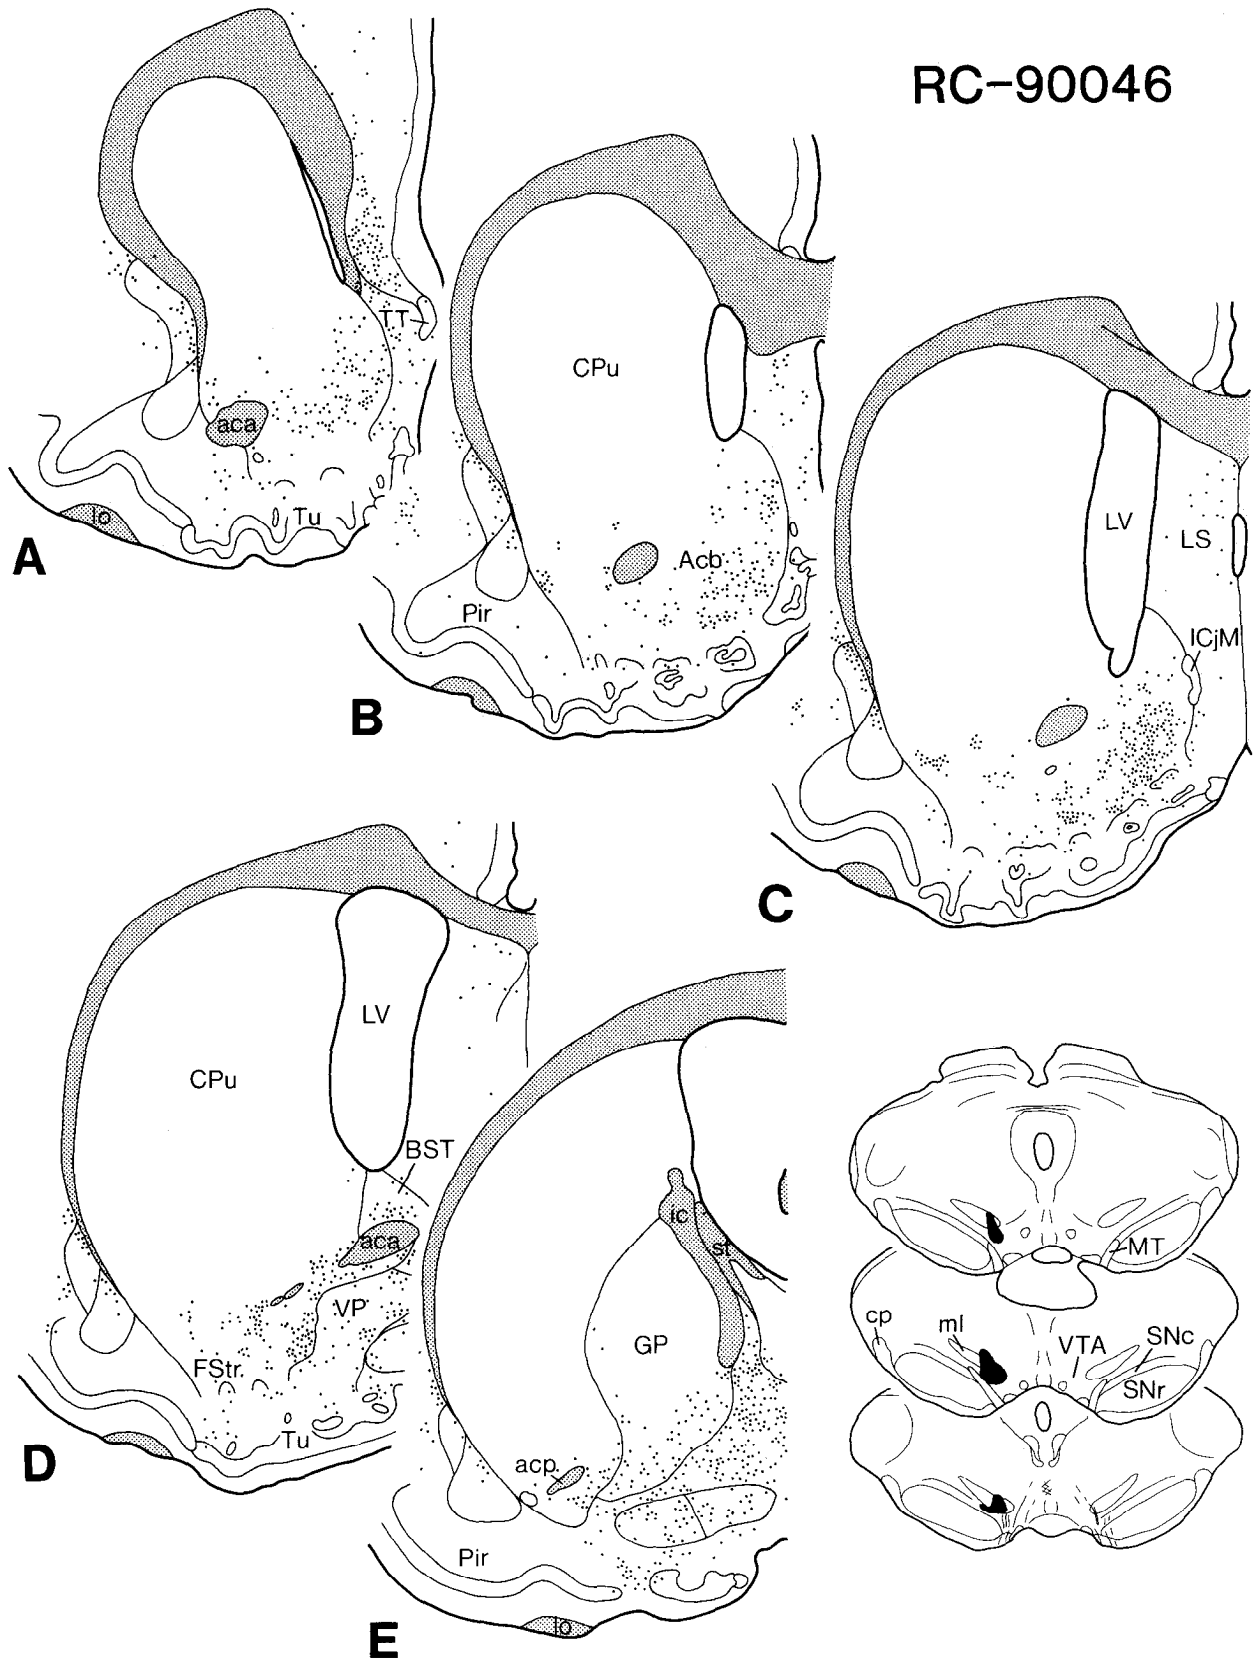 RC-90046
TT
aca
lo
Tu
A
CPu
Acb
Pir
B
LV
LS
ICjM
C
LV
CPu
BST
aca
VP
FStr
Tu
D
ic
st
GP
acp
Pir
lo
E
MT
cp
ml
VTA
SNc
SNr